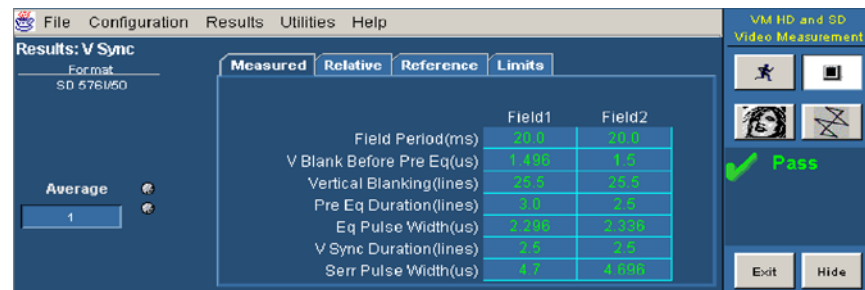 File Configuration Results Utilities Help
Results: V Sync
Format
SD 576I/50
Average
1
Measured Relative Reference Limits
Field1 Field2
Field Period(ms) 20.0 20.0
V Blank Before Pre Eq(us) 1.496 1.5
Vertical Blanking(lines) 25.5 25.5
Pre Eq Duration(lines) 3.0 2.5
Eq Pulse Width(us) 2.296 2.336
V Sync Duration(lines) 2.5 2.5
Serr Pulse Width(us) 4.7 4.696
VM HD and SD
Video Measurement
Pass
Exit Hide